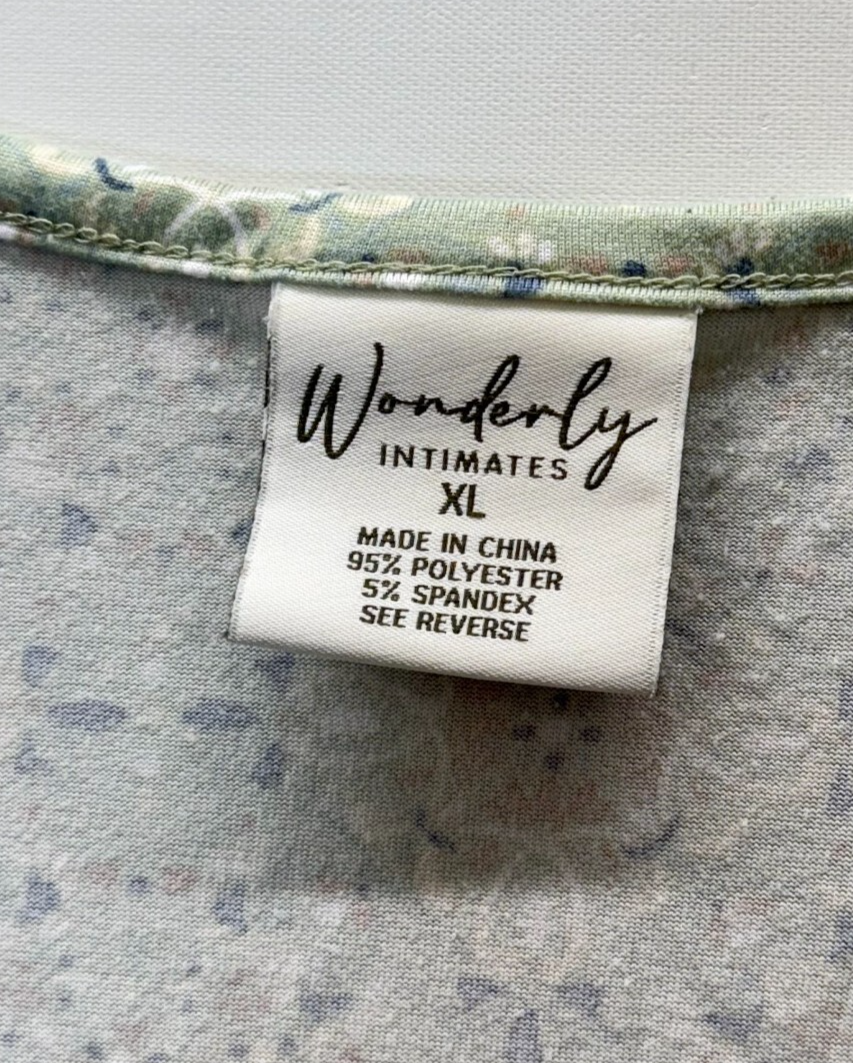 Wonderly
INTIMATES
XL
MADE IN CHINA
95% POLYESTER
5% SPANDEX
SEE REVERSE